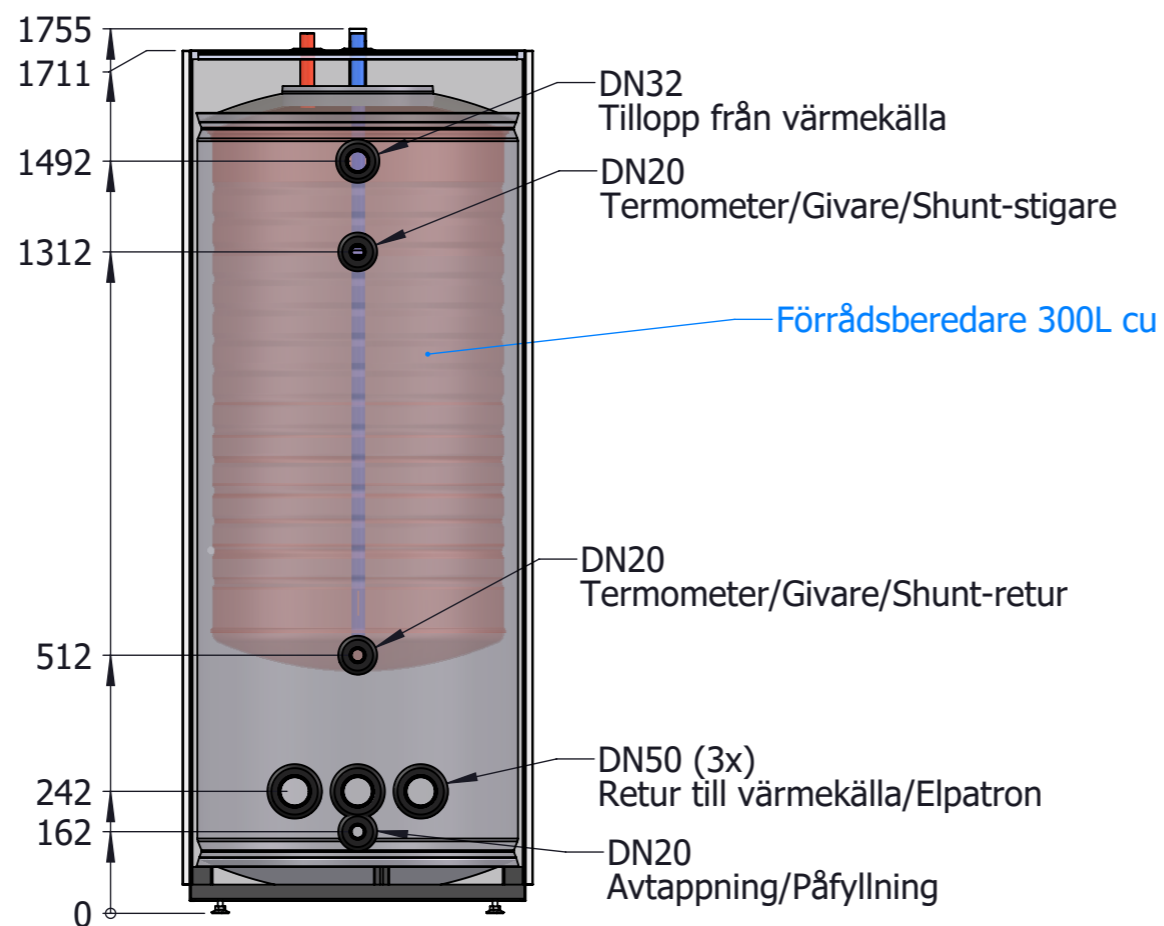 1755
1711
DN32
Tillopp från värmekälla
1492
DN20
Termometer/Givare/Shunt-stigare
1312
Förrådsberedare 300L cu
DN20
Termometer/Givare/Shunt-retur
512
DN50 (3x)
Retur till värmekälla/Elpatron
242
162
DN20
Avtappning/Påfyllning
0